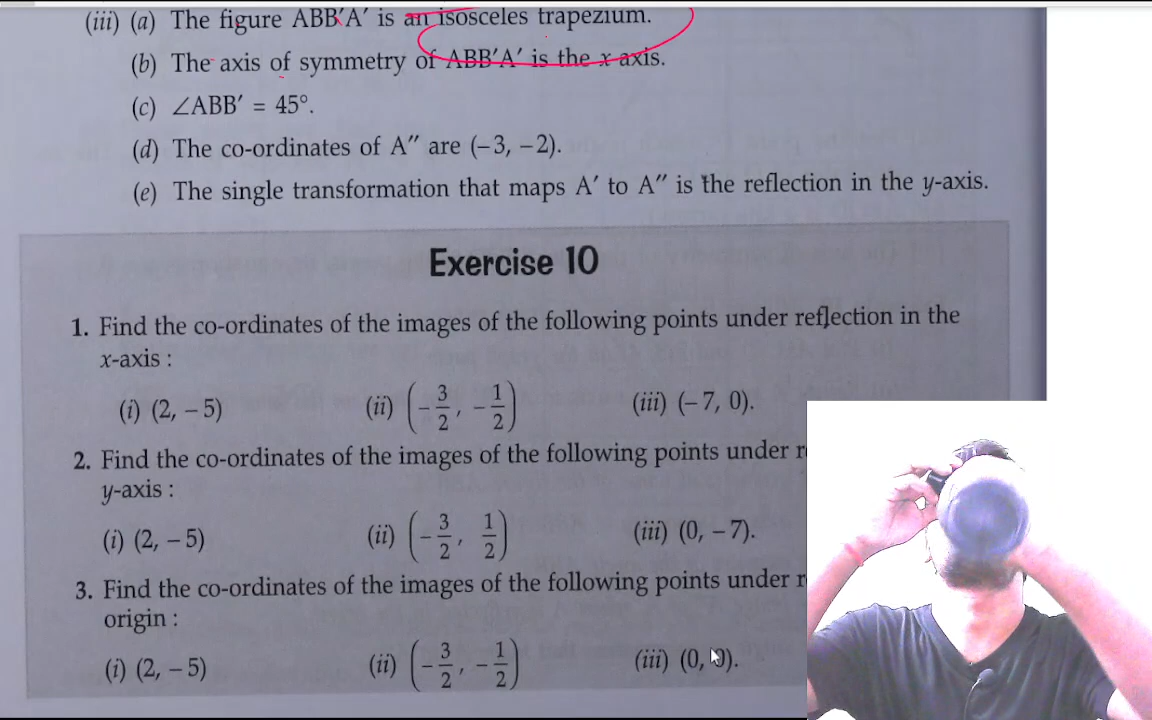 (iii) (a) The figure ABB′A′ is an isosceles trapezium.
(b) The axis of symmetry of ABB′A′ is the x-axis.
(c) ∠ABB′ = 45°.
(d) The co-ordinates of A″ are (−3, −2).
(e) The single transformation that maps A′ to A″ is the reflection in the y-axis.
Exercise 10
1. Find the co-ordinates of the images of the following points under reflection in the
x-axis :
(i) (2, − 5) (ii) (−3/2, −1/2) (iii) (− 7, 0).
2. Find the co-ordinates of the images of the following points under
y-axis :
(i) (2, − 5) (ii) (−3/2, 1/2) (iii) (0, − 7).
3. Find the co-ordinates of the images of the following points under
origin :
(i) (2, − 5) (ii) (−3/2, −1/2) (iii) (0, 0).